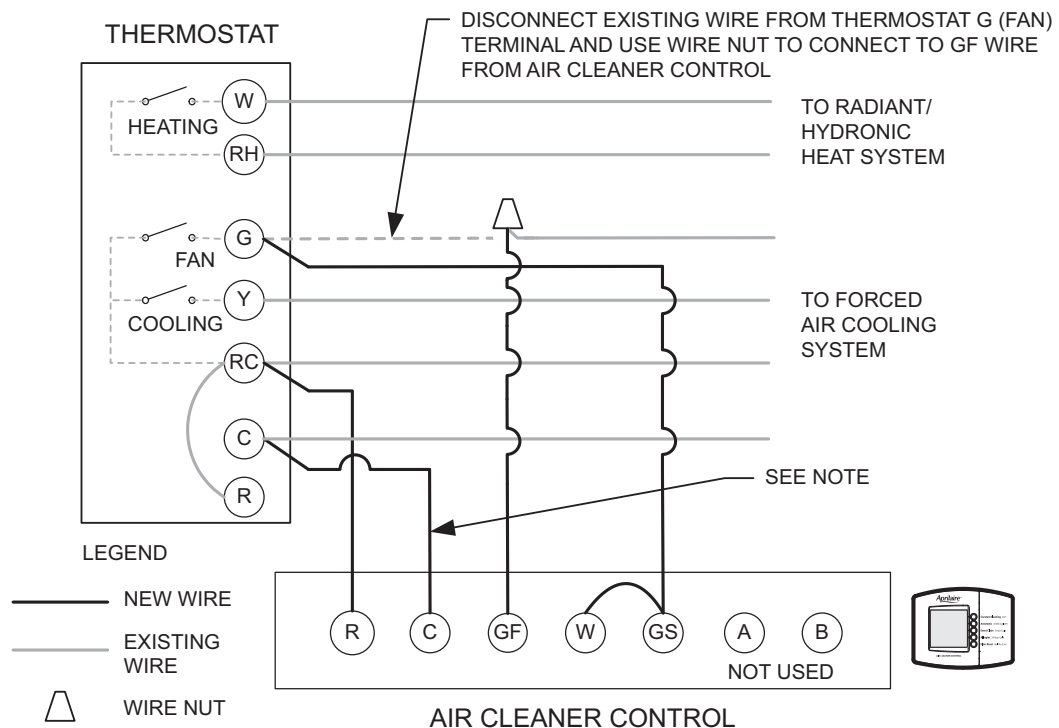 DISCONNECT EXISTING WIRE FROM THERMOSTAT G (FAN)
TERMINAL AND USE WIRE NUT TO CONNECT TO GF WIRE
FROM AIR CLEANER CONTROL
THERMOSTAT
W
HEATING
RH
TO RADIANT/
HYDRONIC
HEAT SYSTEM
G
FAN
Y
COOLING
RC
TO FORCED
AIR COOLING
SYSTEM
C
R
SEE NOTE
LEGEND
NEW WIRE
EXISTING
WIRE
WIRE NUT
R
C
GF
W
GS
A
B
NOT USED
AIR CLEANER CONTROL
Aprilaire